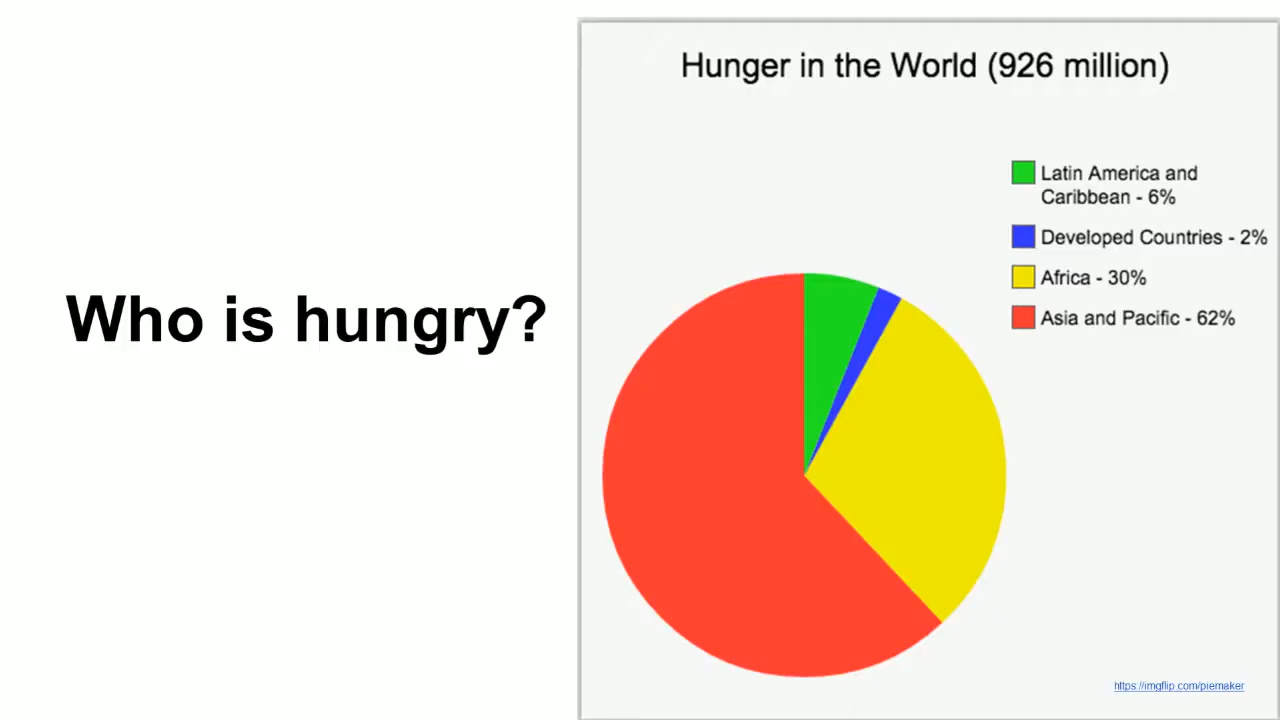 Who is hungry?
Hunger in the World (926 million)
Latin America and
Caribbean - 6%
Developed Countries - 2%
Africa - 30%
Asia and Pacific - 62%
https://imgflip.com/piemaker